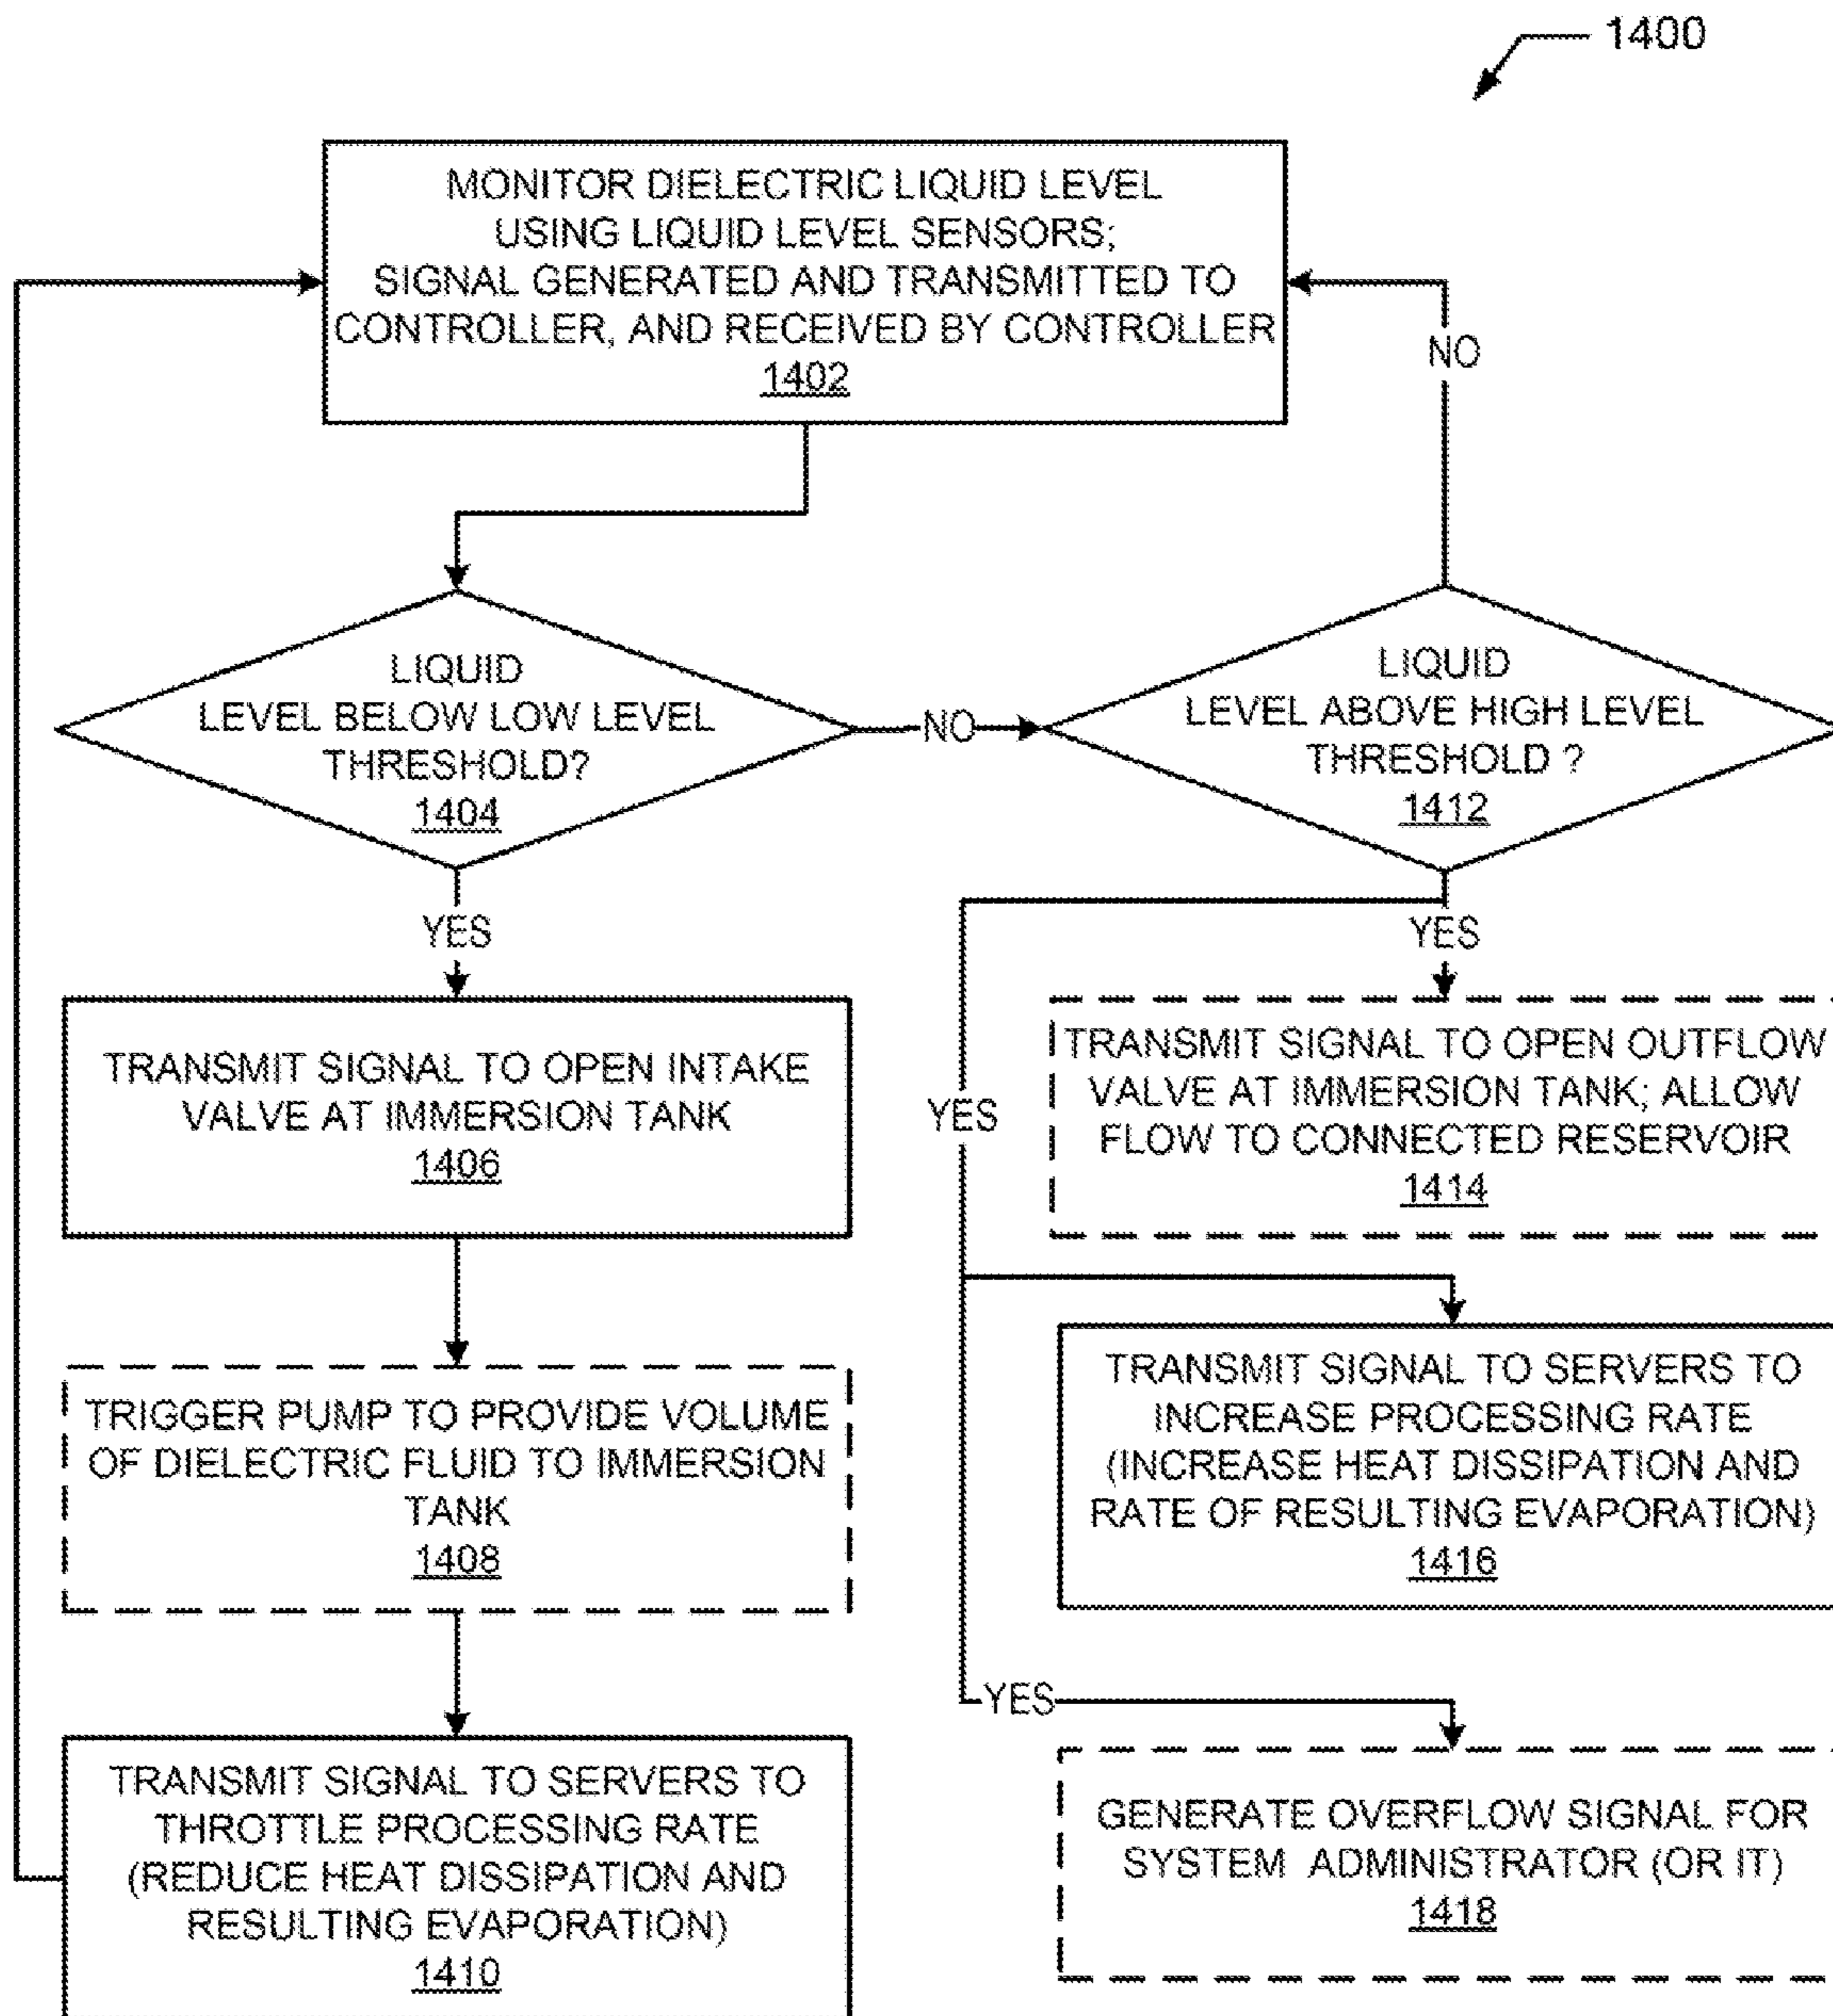 1400
MONITOR DIELECTRIC LIQUID LEVEL
USING LIQUID LEVEL SENSORS;
SIGNAL GENERATED AND TRANSMITTED TO
CONTROLLER, AND RECEIVED BY CONTROLLER
1402
NO
LIQUID
LEVEL BELOW LOW LEVEL
THRESHOLD?
1404
NO
LIQUID
LEVEL ABOVE HIGH LEVEL
THRESHOLD ?
1412
YES
TRANSMIT SIGNAL TO OPEN INTAKE
VALVE AT IMMERSION TANK
1406
TRIGGER PUMP TO PROVIDE VOLUME
OF DIELECTRIC FLUID TO IMMERSION
TANK
1408
TRANSMIT SIGNAL TO SERVERS TO
THROTTLE PROCESSING RATE
(REDUCE HEAT DISSIPATION AND
RESULTING EVAPORATION)
1410
YES
TRANSMIT SIGNAL TO OPEN OUTFLOW
VALVE AT IMMERSION TANK; ALLOW
FLOW TO CONNECTED RESERVOIR
1414
YES
TRANSMIT SIGNAL TO SERVERS TO
INCREASE PROCESSING RATE
(INCREASE HEAT DISSIPATION AND
RATE OF RESULTING EVAPORATION)
1416
YES
GENERATE OVERFLOW SIGNAL FOR
SYSTEM ADMINISTRATOR (OR IT)
1418